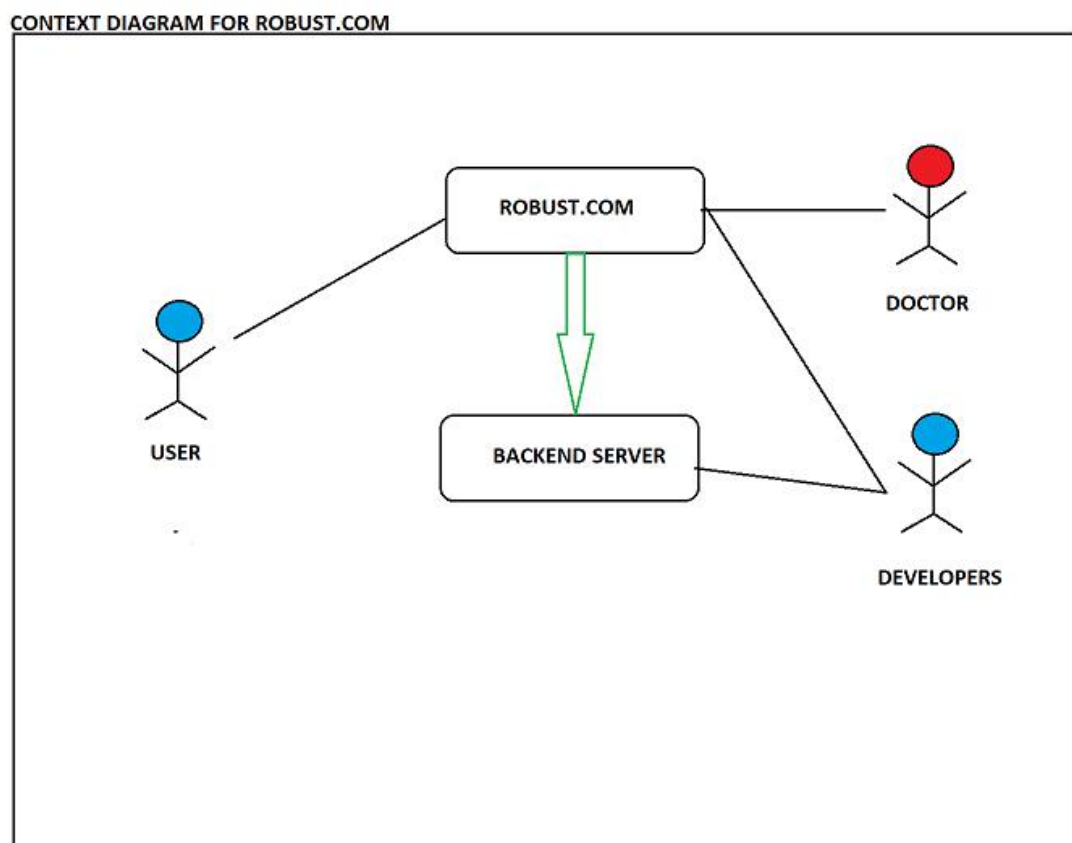 CONTEXT DIAGRAM FOR ROBUST.COM
ROBUST.COM
DOCTOR
USER
BACKEND SERVER
DEVELOPERS